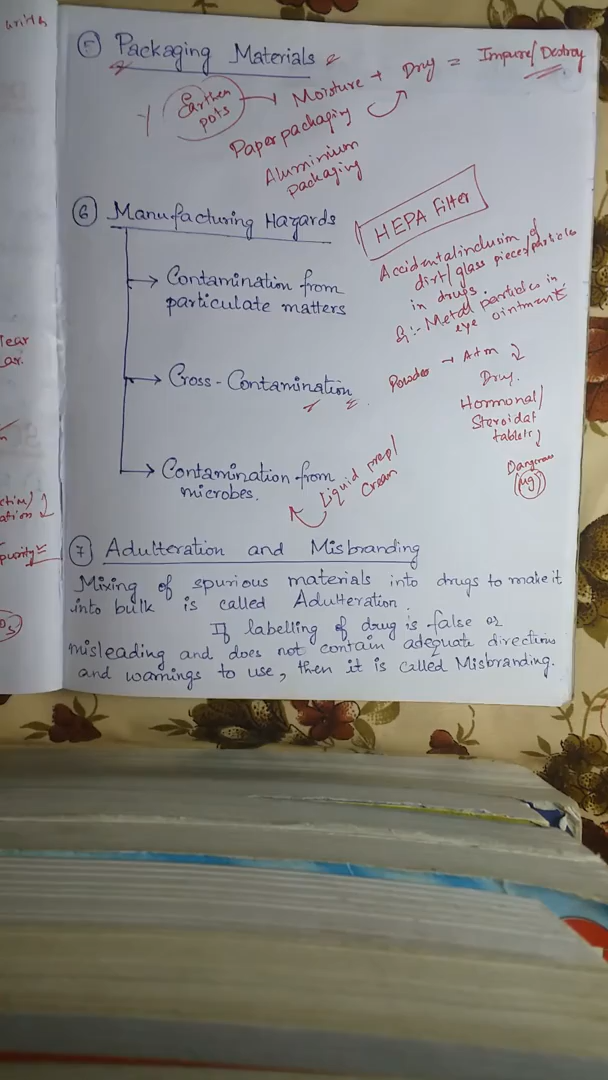 ⑤ Packaging Materials
Earthen
pots
Moisture + Drug = Impure/Destroy
Paper packaging
Aluminium
packaging
⑥ Manufacturing Hazards
HEPA Filter
→ Contamination from
particulate matters
Accidental inclusion of
dirt/glass pieces/particles
in drugs.
Eg:- Metal particles in
eye ointments
→ Cross-Contamination
Powder → Atm
Drug.
Hormonal/
Steroidal
tablets
Dangerous
(μg)
→ Contamination from
microbes.
Liquid prep/
Cream
⑦ Adulteration and Misbranding
Mixing of spurious materials into drugs to make it
into bulk is called Adulteration.
If labelling of drug is false or
misleading and does not contain adequate directions
and warnings to use, then it is called Misbranding.